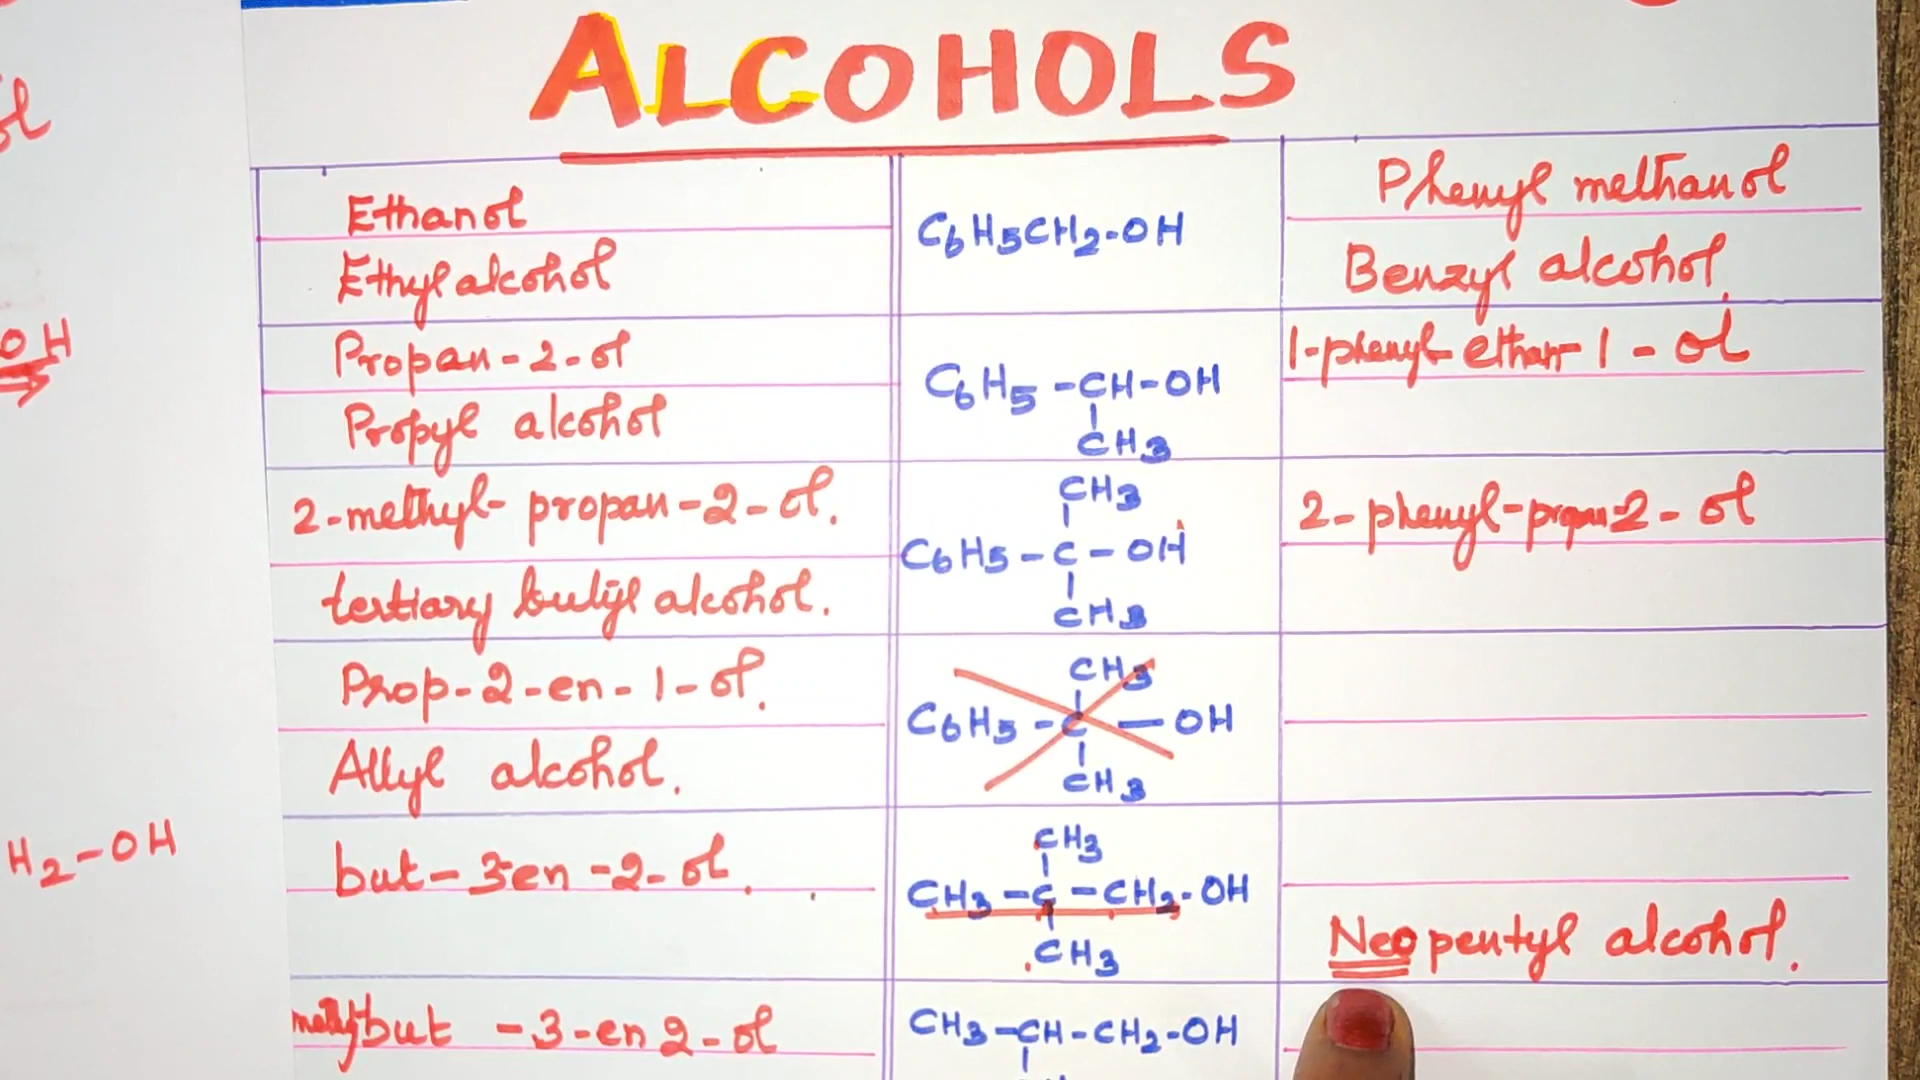 ALCOHOLS
ol
OH
H2-OH
Ethanol
Ethyl alcohol
Propan-2-ol
Propyl alcohol
2-methyl-propan-2-ol.
tertiary butyl alcohol.
Prop-2-en-1-ol.
Allyl alcohol.
but-3-en-2-ol.
but -3-en 2-ol
C6H5CH2-OH
C6H5-CH-OH
CH3
CH3
C6H5-C-OH
CH3
CH3
C6H5-C-OH
CH3
CH3
CH3-C-CH2-OH
CH3
CH3-CH-CH2-OH
Phenyl methanol
Benzyl alcohol.
1-phenyl-ethan-1-ol
2-phenyl-propan-2-ol
Neopentyl alcohol.